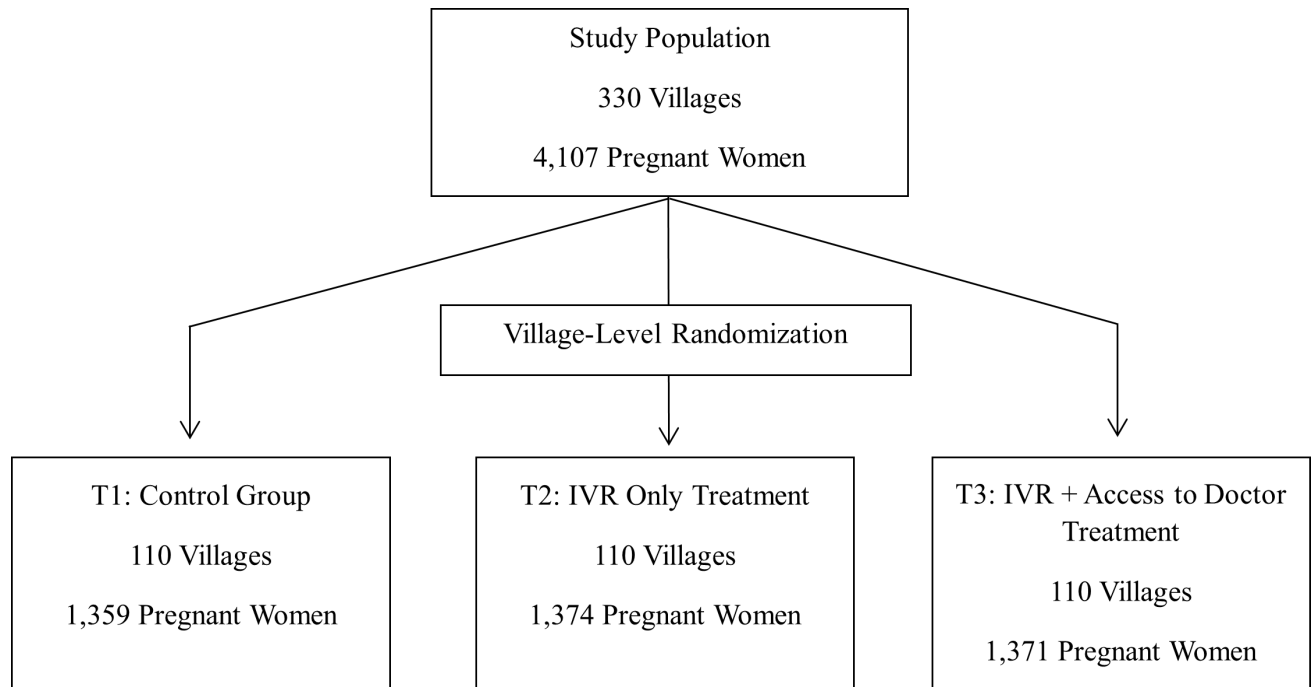 Study Population
330 Villages
4,107 Pregnant Women
Village-Level Randomization
T1: Control Group
110 Villages
1,359 Pregnant Women
T2: IVR Only Treatment
110 Villages
1,374 Pregnant Women
T3: IVR + Access to Doctor
Treatment
110 Villages
1,371 Pregnant Women